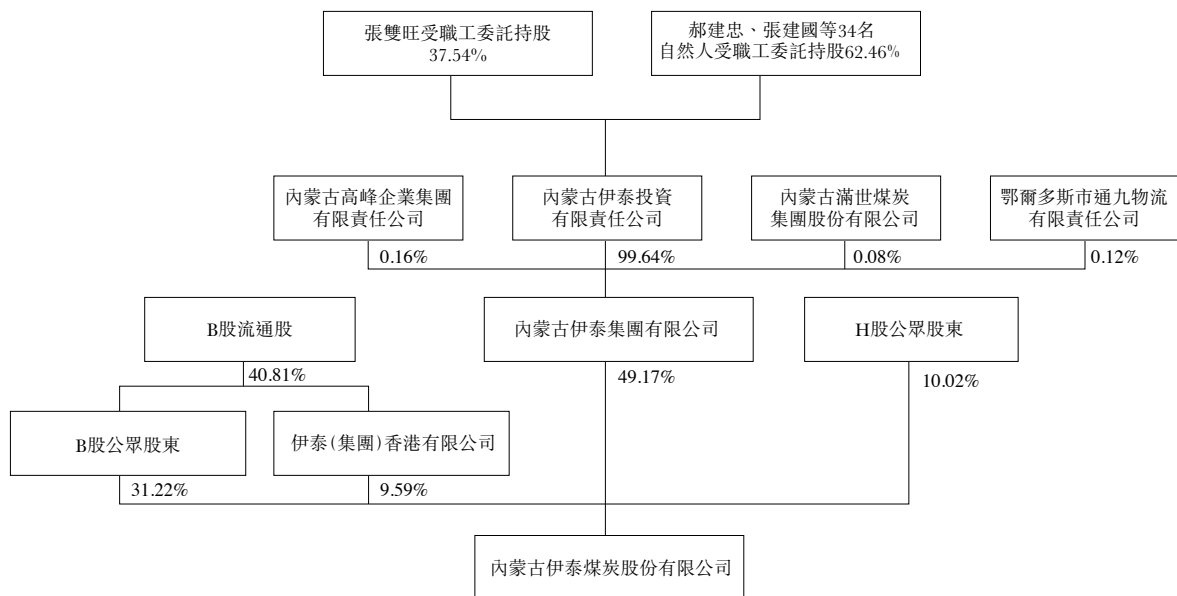 張雙旺受職工委託持股
37.54%
郝建忠、張建國等34名
自然人受職工委託持股62.46%
內蒙古高峰企業集團
有限責任公司
內蒙古伊泰投資
有限責任公司
內蒙古滿世煤炭
集團股份有限公司
鄂爾多斯市通九物流
有限責任公司
0.16%
99.64%
0.08%
0.12%
B股流通股
內蒙古伊泰集團有限公司
H股公眾股東
40.81%
49.17%
10.02%
B股公眾股東
伊泰(集團)香港有限公司
31.22%
9.59%
內蒙古伊泰煤炭股份有限公司